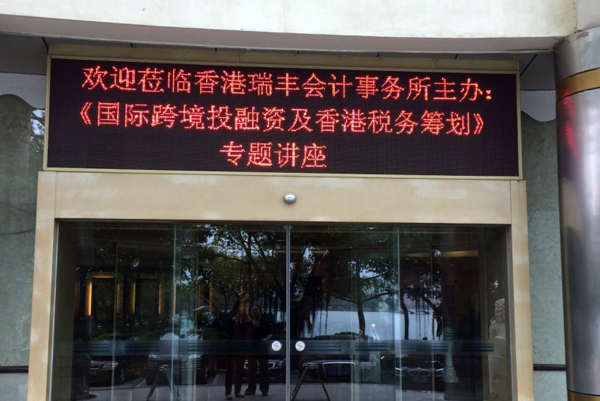 欢迎莅临香港瑞丰会计事务所主办：
《国际跨境投融资及香港税务筹划》
专题讲座